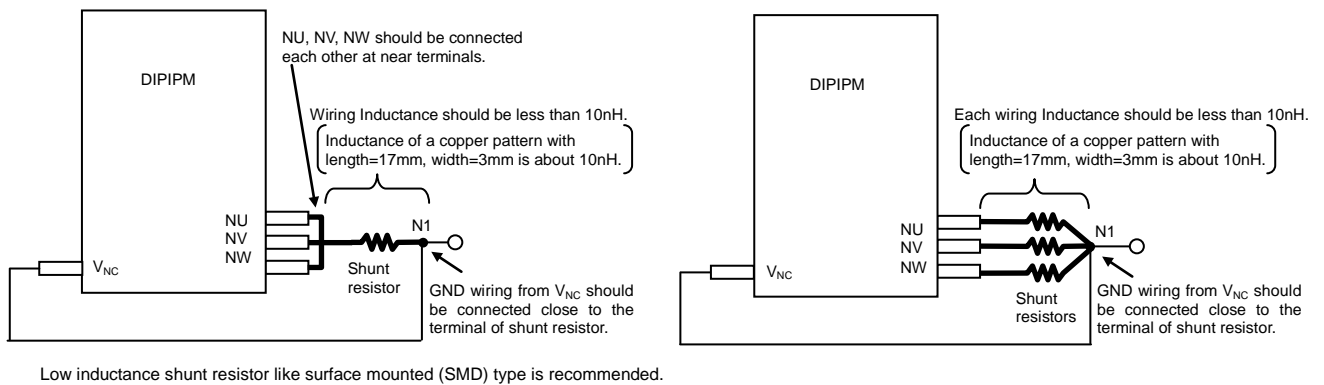 NU, NV, NW should be connected
each other at near terminals.
DIPIPM
Wiring Inductance should be less than 10nH.
Inductance of a copper pattern with
length=17mm, width=3mm is about 10nH.
NU
NV
NW
N1
VNC
Shunt
resistor
GND wiring from VNC should
be connected close to the
terminal of shunt resistor.
DIPIPM
Each wiring Inductance should be less than 10nH.
Inductance of a copper pattern with
length=17mm, width=3mm is about 10nH.
NU
NV
NW
N1
VNC
Shunt
resistors
GND wiring from VNC should
be connected close to the
terminal of shunt resistor.
Low inductance shunt resistor like surface mounted (SMD) type is recommended.